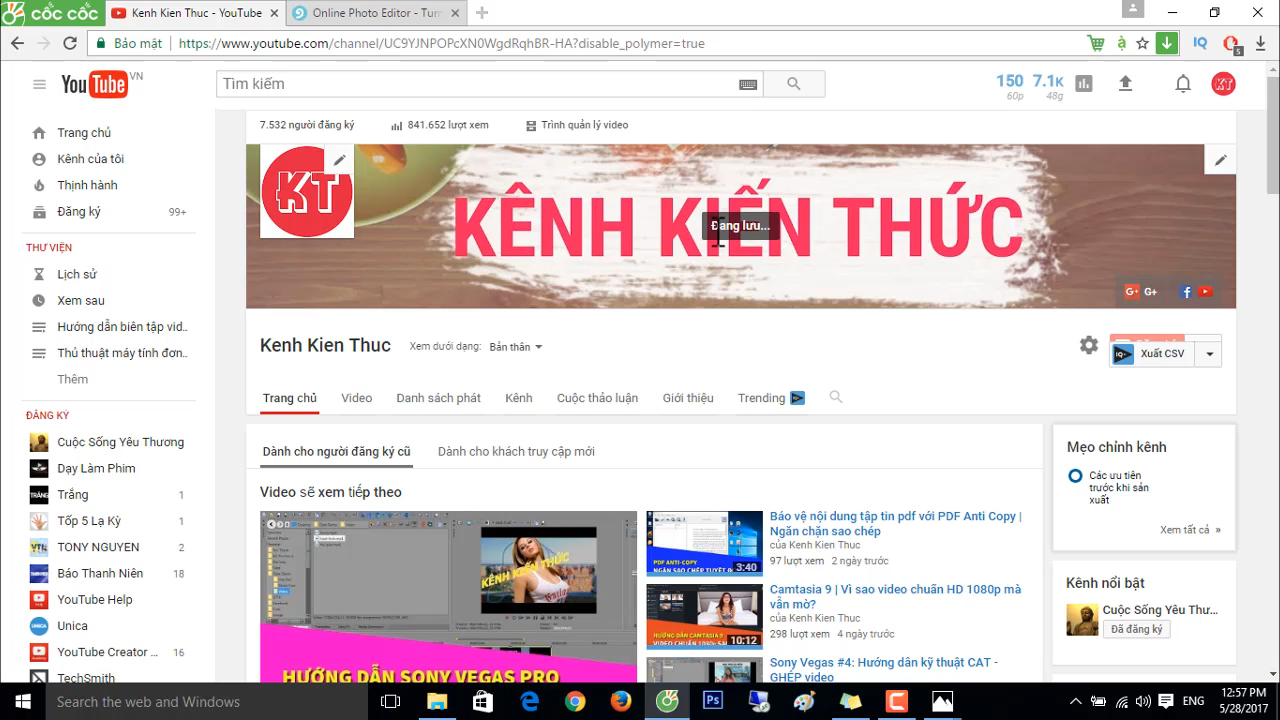 cốc cốc
Kenh Kien Thuc - YouTube
Online Photo Editor - Turn
Bảo mật
https://www.youtube.com/channel/UC9YJNPOPcXN0WgdRqhBR-HA?disable_polymer=true
5
YouTube VN
Tìm kiếm
150
60p
7.1K
48g
KT
7.532 người đăng ký
841.652 lượt xem
Trình quản lý video
KT
KÊNH KIẾN THỨC
Đang lưu...
G+
Kenh Kien Thuc
Xem dưới dạng:
Bản thân
Xuất CSV
Trang chủ
Video
Danh sách phát
Kênh
Cuộc thảo luận
Giới thiệu
Trending
Trang chủ
Kênh của tôi
Thịnh hành
Đăng ký
99+
THƯ VIỆN
Lịch sử
Xem sau
Hướng dẫn biên tập vid..
Thủ thuật máy tính đơn..
Thêm
ĐĂNG KÝ
Cuộc Sống Yêu Thương
Dạy Làm Phim
Trắng
1
Tốp 5 Lạ Kỳ
1
TONY NGUYEN
2
Báo Thanh Niên
18
YouTube Help
Unica
YouTube Creator ...
16
TechSmith
Dành cho người đăng ký cũ
Dành cho khách truy cập mới
Video sẽ xem tiếp theo
KÊNH KIẾN THỨC
HƯỚNG DẪN SONY VEGAS PRO
PDF ANTI-COPY
3:40
Báo vệ nội dung tập tin pdf với PDF Anti Copy |
Ngăn chặn sao chép
của Kenh Kien Thuc
97 lượt xem
2 ngày trước
HƯỚNG DẪN CAMTASIA 9
10:12
Camtasia 9 | Vì sao video chuẩn HD 1080p mà
vẫn mờ?
của Kenh Kien Thuc
298 lượt xem
4 ngày trước
Sony Vegas #4: Hướng dẫn kỹ thuật CAT -
GHÉP video
Mẹo chỉnh kênh
Các ưu tiên
trước khi sản
xuất
Xem tất cả »
Kênh nổi bật
Cuộc Sống Yêu Thư...
Đã đăng ký
Search the web and Windows
ENG
12:57 PM
5/28/2017